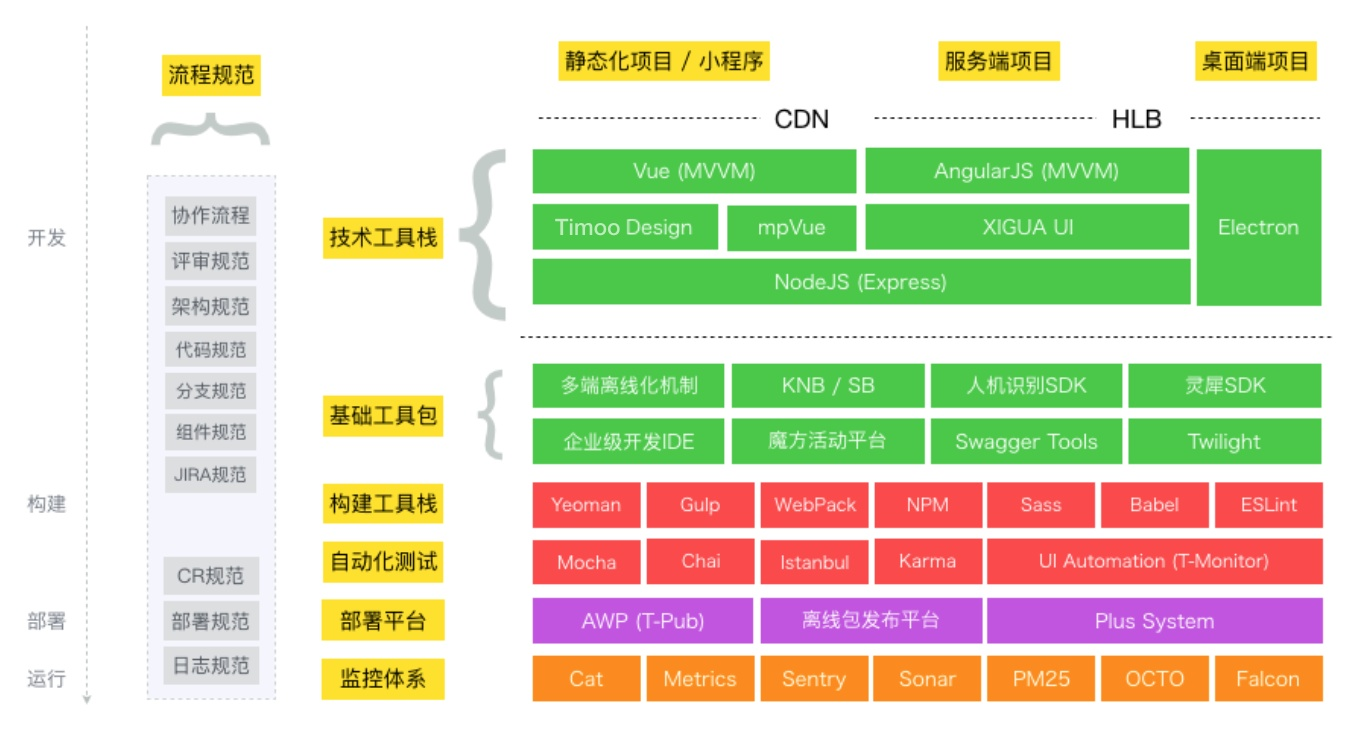 流程规范
静态化项目 / 小程序
服务端项目
桌面端项目
CDN
HLB
开发
构建
部署
运行
协作流程
评审规范
架构规范
代码规范
分支规范
组件规范
JIRA规范
CR规范
部署规范
日志规范
技术工具栈
Vue (MVVM)
AngularJS (MVVM)
Electron
Timoo Design
mpVue
XIGUA UI
NodeJS (Express)
基础工具包
多端离线化机制
KNB / SB
人机识别SDK
灵犀SDK
企业级开发IDE
魔方活动平台
Swagger Tools
Twilight
构建工具栈
Yeoman
Gulp
WebPack
NPM
Sass
Babel
ESLint
自动化测试
Mocha
Chai
Istanbul
Karma
UI Automation (T-Monitor)
部署平台
AWP (T-Pub)
离线包发布平台
Plus System
监控体系
Cat
Metrics
Sentry
Sonar
PM25
OCTO
Falcon